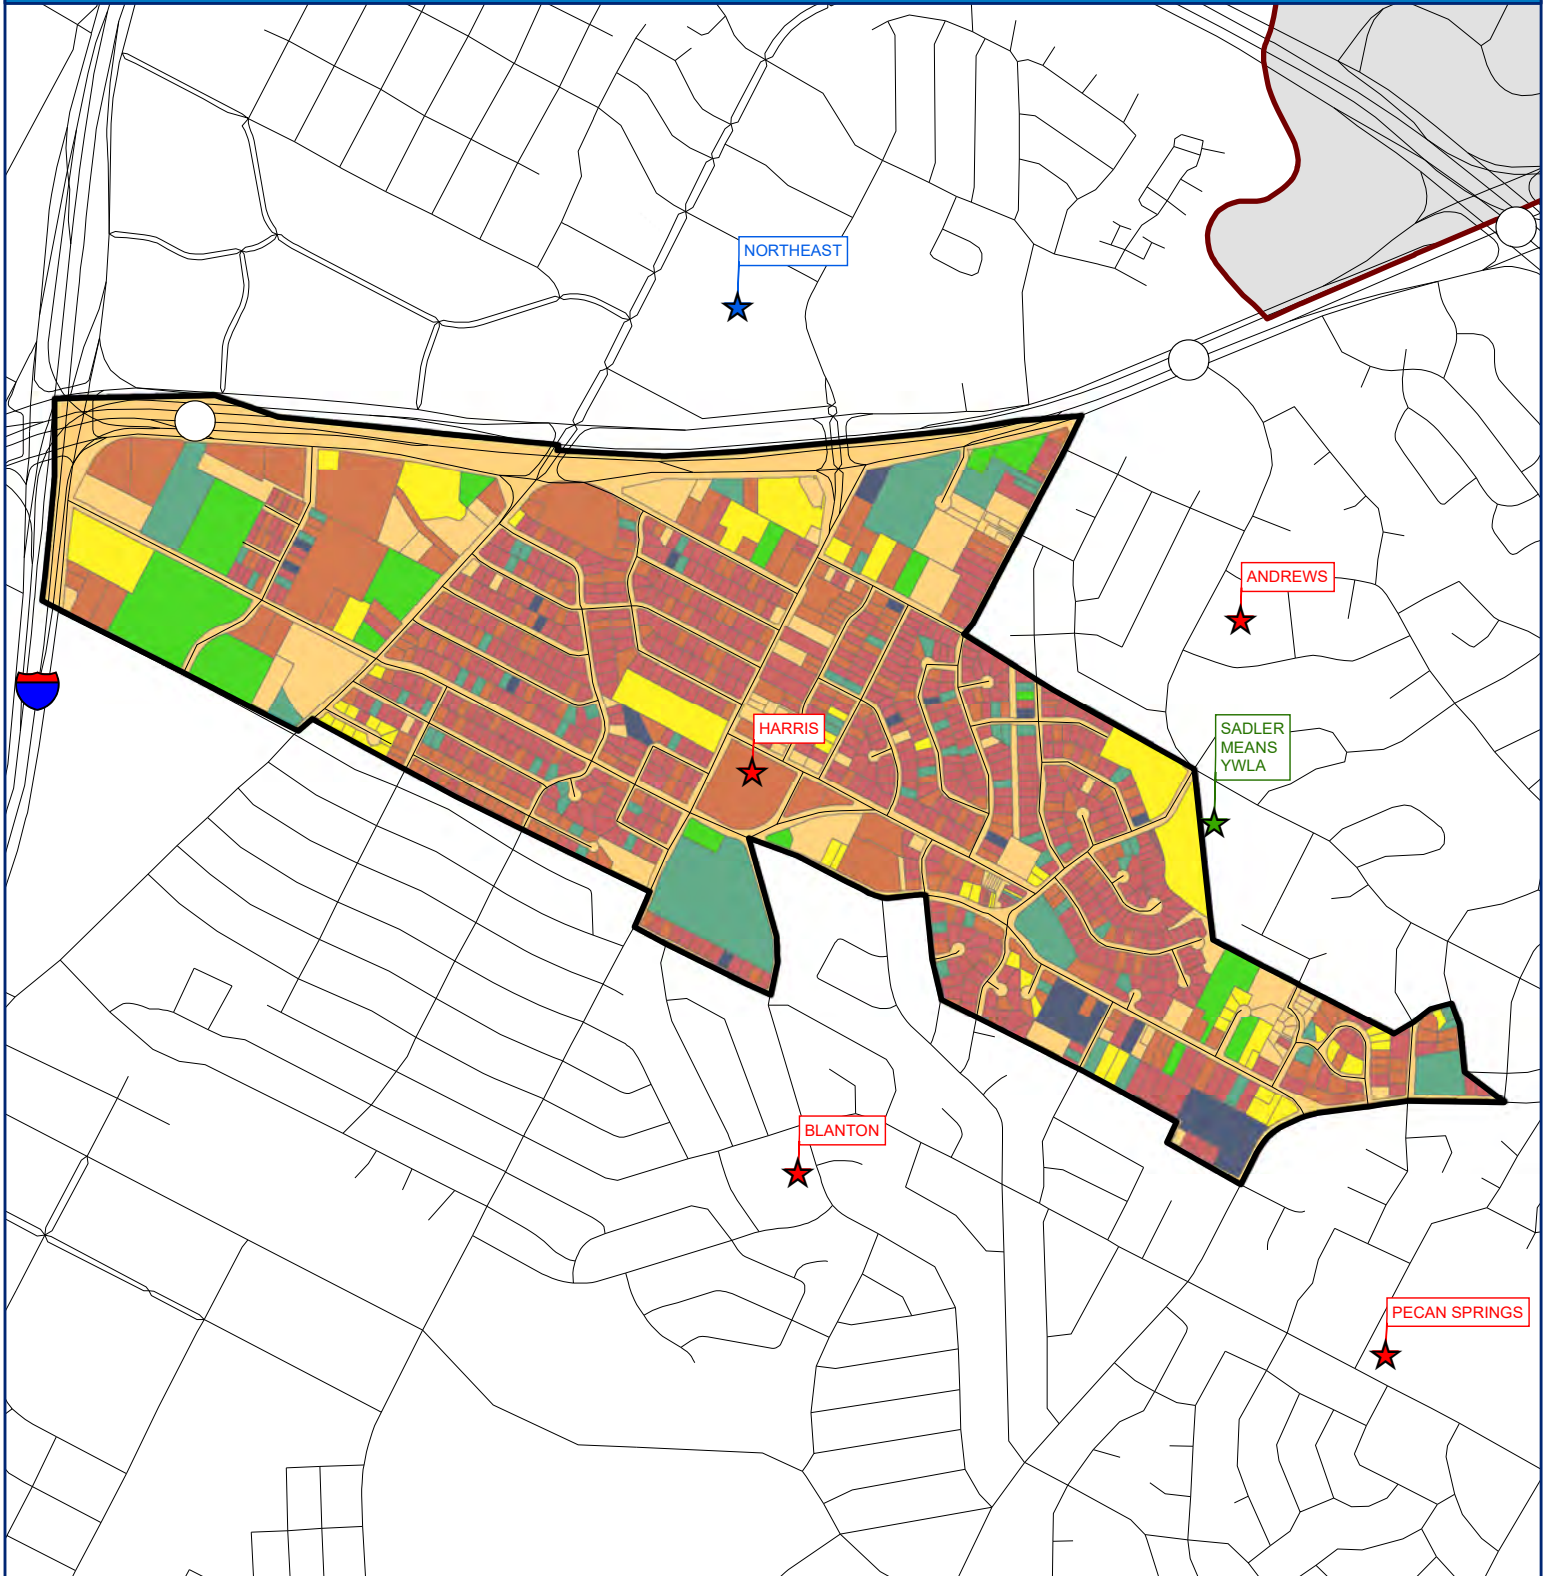 NORTHEAST
ANDREWS
HARRIS
SADLER
MEANS
YWLA
BLANTON
PECAN SPRINGS